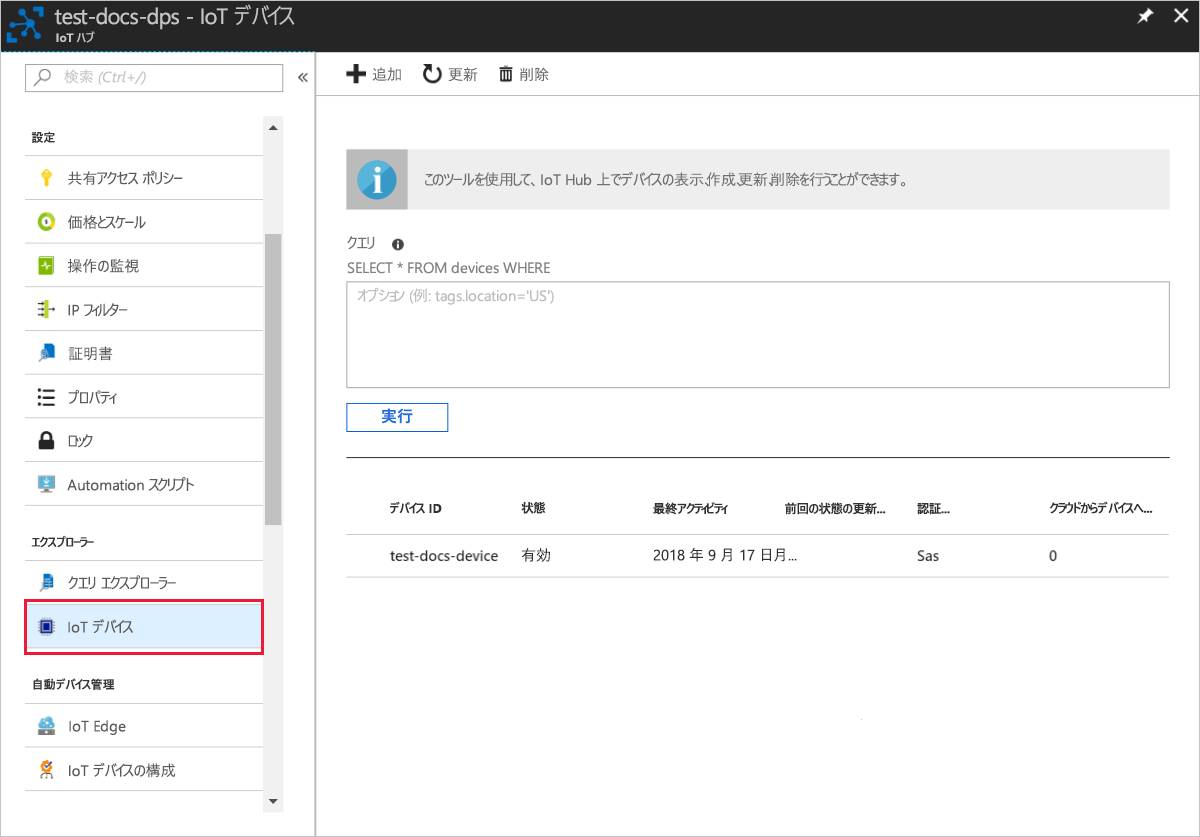 test-docs-dps - IoT デバイス
IoT ハブ
検索 (Ctrl+/)
追加
更新
削除
設定
共有アクセス ポリシー
価格とスケール
操作の監視
IP フィルター
証明書
プロパティ
ロック
Automation スクリプト
エクスプローラー
クエリ エクスプローラー
IoT デバイス
自動デバイス管理
IoT Edge
IoT デバイスの構成
このツールを使用して、IoT Hub 上でデバイスの表示、作成、更新、削除を行うことができます。
クエリ
SELECT * FROM devices WHERE
オプション (例: tags.location='US')
実行
デバイス ID 状態 最終アクティビティ 前回の状態の更新... 認証... クラウドからデバイスへ...
test-docs-device 有効 2018 年 9 月 17 日月... Sas 0